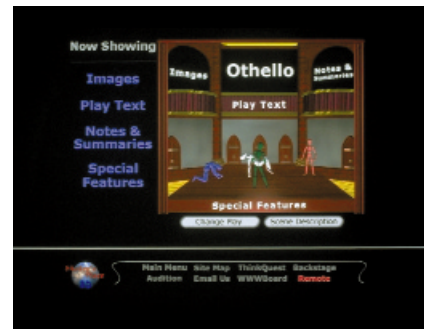 Now Showing
Images
Play Text
Notes &
Summaries
Special
Features
Images
Othello
Notes &
Summaries
Play Text
Special Features
Change Play
Scene Description
Main Menu Site Map ThinkQuest Backstage
Audition Email Us WWWBoard Remote